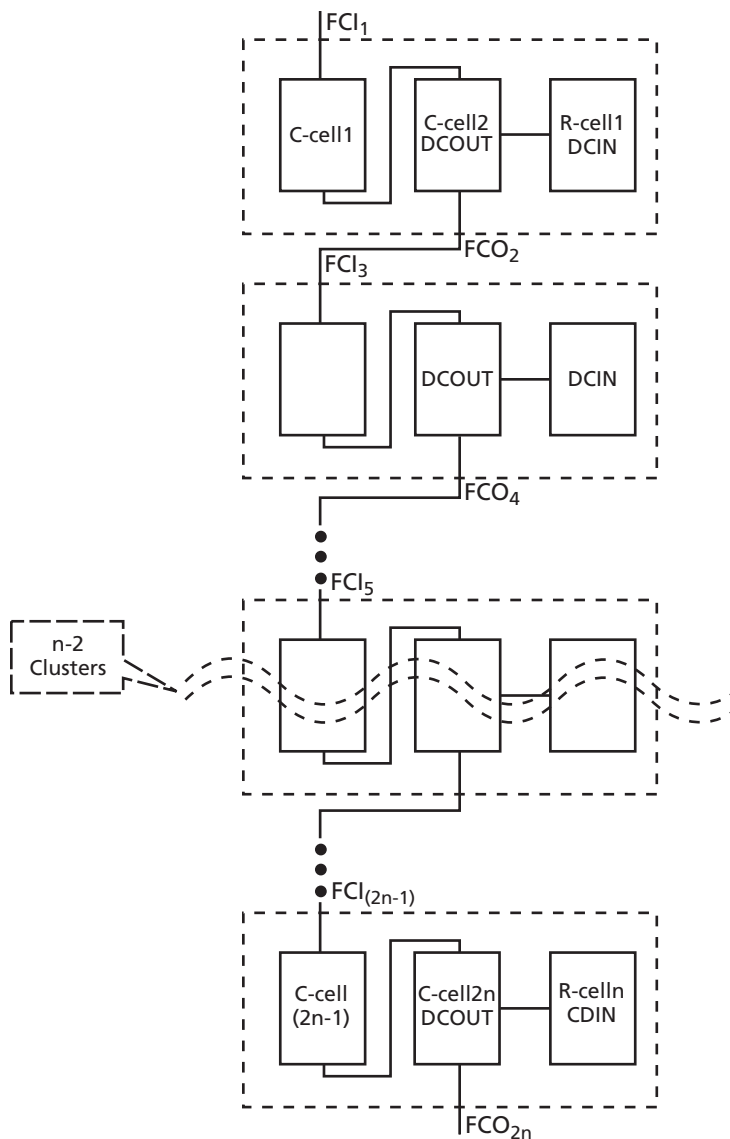 FCI₁
C-cell1
C-cell2
DCOUT
R-cell1
DCIN
FCO₂
FCI₃
DCOUT
DCIN
FCO₄
FCI₅
n-2
Clusters
FCI₍₂ₙ₋₁₎
C-cell
(2n-1)
C-cell2n
DCOUT
R-celln
CDIN
FCO₂ₙ